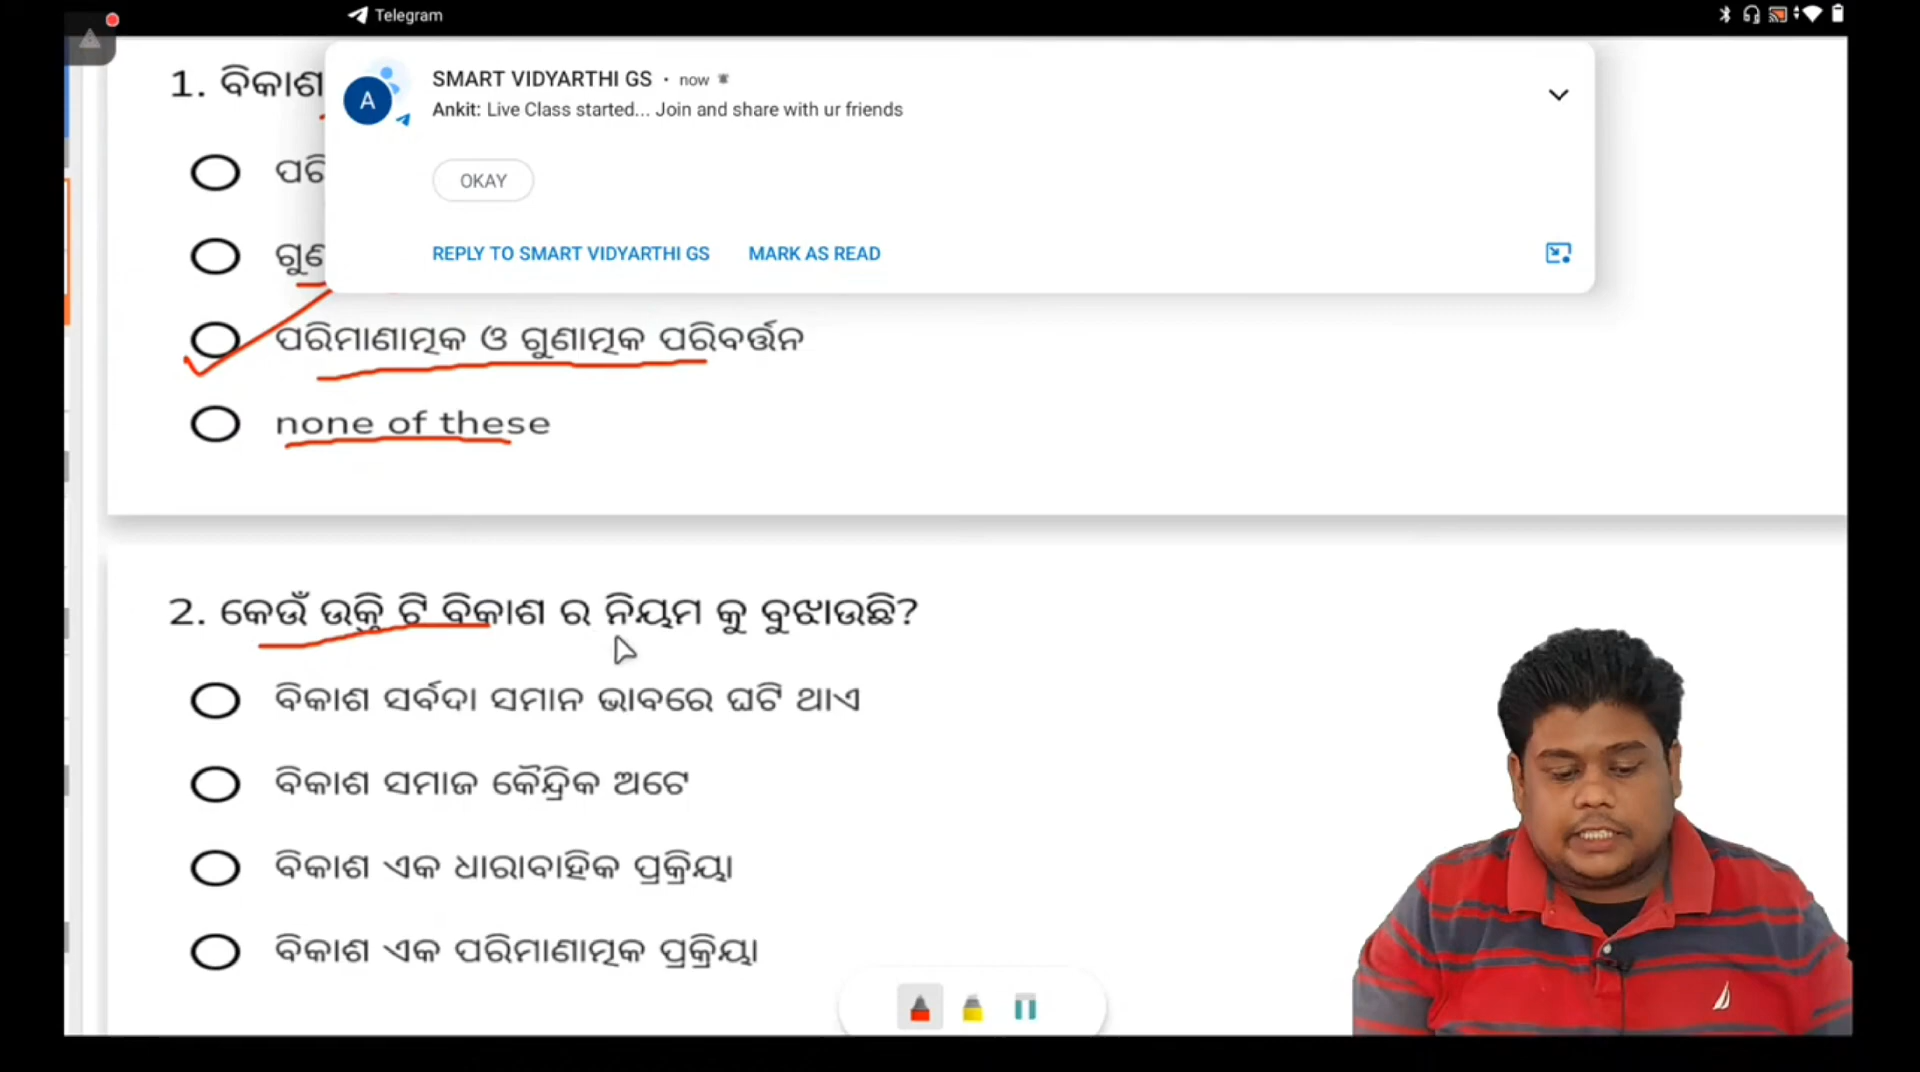 Telegram
1. ବିକାଶ
SMART VIDYARTHI GS • now
A
Ankit: Live Class started... Join and share with ur friends
OKAY
REPLY TO SMART VIDYARTHI GS MARK AS READ
ପରିମାଣାତ୍ମକ ଓ ଗୁଣାତ୍ମକ ପରିବର୍ତ୍ତନ
none of these
2. କେଉଁ ଉକ୍ତି ଟି ବିକାଶ ର ନିୟମ କୁ ବୁଝାଉଛି?
ବିକାଶ ସର୍ବଦା ସମାନ ଭାବରେ ଘଟି ଥାଏ
ବିକାଶ ସମାଜ କୈନ୍ଦ୍ରିକ ଅଟେ
ବିକାଶ ଏକ ଧାରାବାହିକ ପ୍ରକ୍ରିୟା
ବିକାଶ ଏକ ପରିମାଣାତ୍ମକ ପ୍ରକ୍ରିୟା